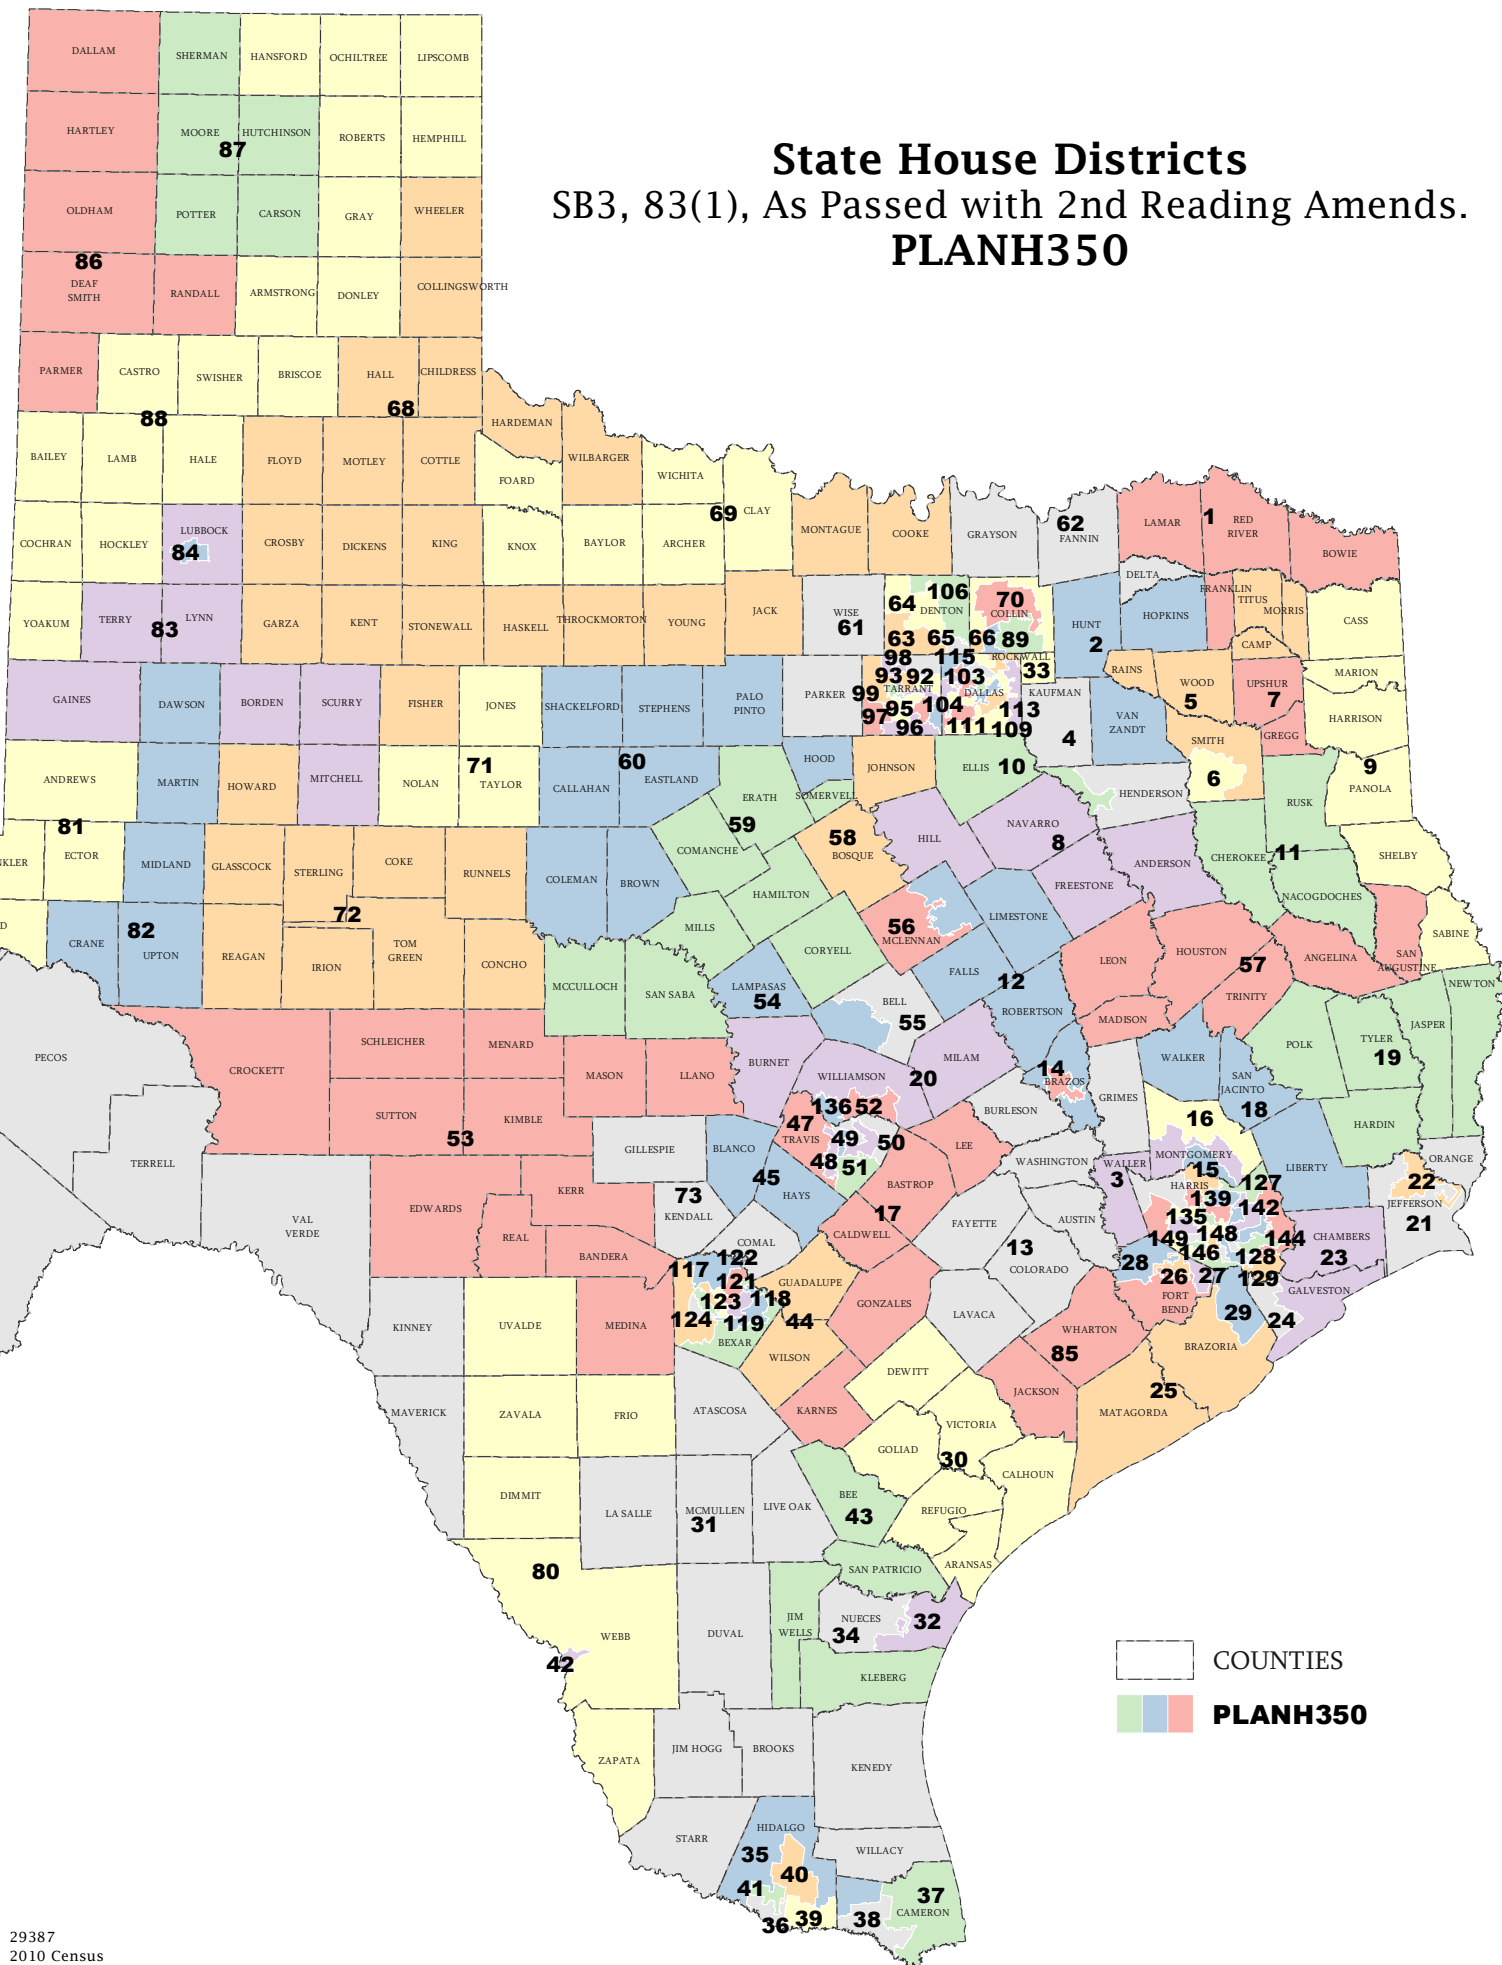 State House Districts
SB3, 83(1), As Passed with 2nd Reading Amends.
PLANH350
DALLAM
SHERMAN
HANSFORD
OCHILTREE
LIPSCOMB
HARTLEY
MOORE
HUTCHINSON
ROBERTS
HEMPHILL
87
OLDHAM
POTTER
CARSON
GRAY
WHEELER
86
DEAF
SMITH
RANDALL
ARMSTRONG
DONLEY
COLLINGSWORTH
PARMER
CASTRO
SWISHER
BRISCOE
HALL
CHILDRESS
88
68
HARDEMAN
BAILEY
LAMB
HALE
FLOYD
MOTLEY
COTTLE
FOARD
WILBARGER
WICHITA
69
CLAY
COCHRAN
HOCKLEY
LUBBOCK
84
CROSBY
DICKENS
KING
KNOX
BAYLOR
ARCHER
MONTAGUE
COOKE
GRAYSON
62
FANNIN
LAMAR
1
RED
RIVER
BOWIE
DELTA
YOAKUM
TERRY
83
LYNN
GARZA
KENT
STONEWALL
HASKELL
THROCKMORTON
YOUNG
JACK
WISE
61
64
106
DENTON
70
COLLIN
HUNT
2
HOPKINS
FRANKLIN
TITUS
MORRIS
CASS
63
65
66
89
CAMP
98
115
ROCKWALL
33
RAINS
WOOD
5
UPSHUR
7
MARION
GAINES
DAWSON
BORDEN
SCURRY
FISHER
JONES
SHACKELFORD
STEPHENS
PALO
PINTO
PARKER
99
93
92
TARRANT
103
DALLAS
KAUFMAN
4
97
95
104
113
96
111
109
VAN
ZANDT
SMITH
GREGG
HARRISON
ANDREWS
MARTIN
HOWARD
MITCHELL
NOLAN
71
TAYLOR
CALLAHAN
60
EASTLAND
HOOD
JOHNSON
ELLIS
10
HENDERSON
6
9
PANOLA
RUSK
ERATH
SOMERVELL
81
59
58
BOSQUE
HILL
NAVARRO
8
NKLER
ECTOR
MIDLAND
GLASSCOCK
STERLING
COKE
RUNNELS
COLEMAN
BROWN
COMANCHE
HAMILTON
ANDERSON
CHEROKEE
11
SHELBY
FREESTONE
NACOGDOCHES
D
CRANE
82
UPTON
72
REAGAN
IRION
TOM
GREEN
CONCHO
MILLS
CORYELL
56
MCLENNAN
LIMESTONE
LEON
HOUSTON
57
ANGELINA
SAN
AUGUSTINE
SABINE
MCCULLOCH
SAN SABA
LAMPASAS
54
BELL
55
FALLS
12
ROBERTSON
TRINITY
NEWTON
MADISON
PECOS
CROCKETT
SCHLEICHER
MENARD
MASON
LLANO
BURNET
WILLIAMSON
20
MILAM
14
BRAZOS
WALKER
POLK
TYLER
19
JASPER
SUTTON
KIMBLE
53
136
52
BURLESON
GRIMES
SAN
JACINTO
18
16
HARDIN
TERRELL
GILLESPIE
BLANCO
47
TRAVIS
49
50
48
51
LEE
WASHINGTON
MONTGOMERY
15
WALLER
3
LIBERTY
ORANGE
VAL
VERDE
EDWARDS
REAL
KERR
BANDERA
73
KENDALL
45
HAYS
BASTROP
17
CALDWELL
FAYETTE
AUSTIN
HARRIS
139
127
142
22
JEFFERSON
21
13
COLORADO
135
149
148
146
144
128
CHAMBERS
23
COMAL
117
122
121
123
118
124
119
BEXAR
GUADALUPE
44
WILSON
GONZALES
LAVACA
28
26
FORT
BEND
27
129
29
24
GALVESTON
KINNEY
UVALDE
MEDINA
WHARTON
85
BRAZORIA
25
MATAGORDA
DEWITT
JACKSON
MAVERICK
ZAVALA
FRIO
ATASCOSA
KARNES
GOLIAD
VICTORIA
30
CALHOUN
DIMMIT
LA SALLE
MCMULLEN
31
LIVE OAK
BEE
43
REFUGIO
ARANSAS
80
SAN PATRICIO
WEBB
42
DUVAL
JIM
WELLS
NUECES
34
32
KLEBERG
COUNTIES
PLANH350
ZAPATA
JIM HOGG
BROOKS
KENEDY
STARR
HIDALGO
35
WILLACY
40
41
36
39
38
37
CAMERON
29387
2010 Census